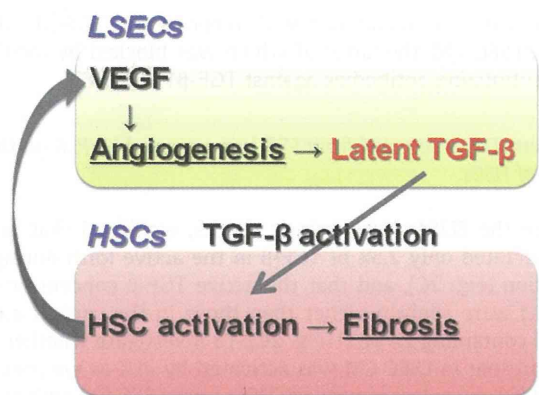 LSECs
VEGF
↓
Angiogenesis → Latent TGF-β
HSCs TGF-β activation
HSC activation → Fibrosis